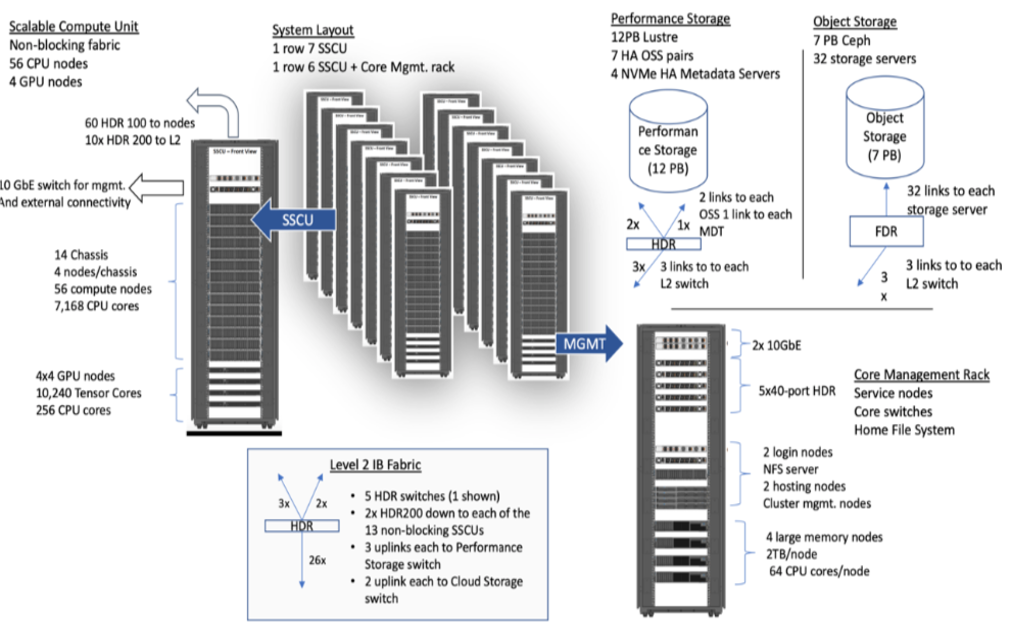 Scalable Compute Unit
Non-blocking fabric
56 CPU nodes
4 GPU nodes
60 HDR 100 to nodes
10x HDR 200 to L2
SSCU - Front View
10 GbE switch for mgmt.
And external connectivity
14 Chassis
4 nodes/chassis
56 compute nodes
7,168 CPU cores
4x4 GPU nodes
10,240 Tensor Cores
256 CPU cores
System Layout
1 row 7 SSCU
1 row 6 SSCU + Core Mgmt. rack
SSCU
MGMT
Performance Storage
12PB Lustre
7 HA OSS pairs
4 NVMe HA Metadata Servers
Performan
ce Storage
(12 PB)
2 links to each
OSS 1 link to each
MDT
2x
1x
HDR
3x
3 links to to each
L2 switch
Object Storage
7 PB Ceph
32 storage servers
Object
Storage
(7 PB)
32 links to each
storage server
FDR
3
x
3 links to to each
L2 switch
2x 10GbE
5x40-port HDR
Core Management Rack
Service nodes
Core switches
Home File System
2 login nodes
NFS server
2 hosting nodes
Cluster mgmt. nodes
4 large memory nodes
2TB/node
64 CPU cores/node
Level 2 IB Fabric
3x
2x
HDR
26x
• 5 HDR switches (1 shown)
• 2x HDR200 down to each of the
13 non-blocking SSCUs
• 3 uplinks each to Performance
Storage switch
• 2 uplink each to Cloud Storage
switch